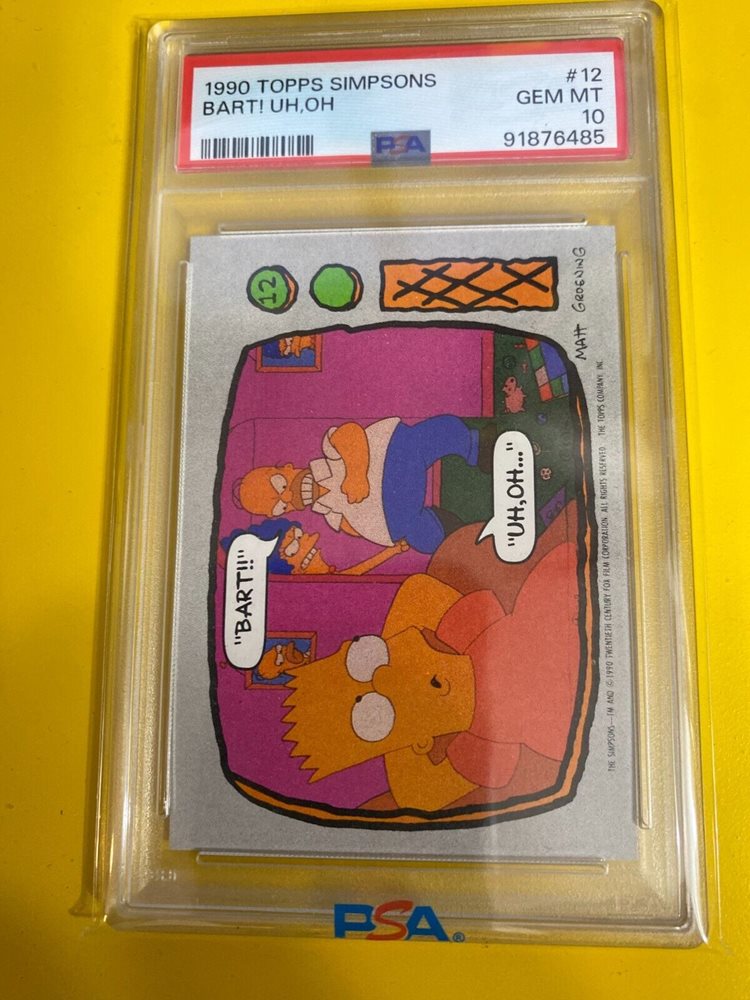 1990 TOPPS SIMPSONS
BART! UH,OH
#12
GEM MT
10
91876485
PSA
12
MATT GROENING
"BART!!"
"UH,OH..."
THE SIMPSONS—TM AND © 1990 TWENTIETH CENTURY FOX FILM CORPORATION. ALL RIGHTS RESERVED. THE TOPPS COMPANY, INC.
PSA®